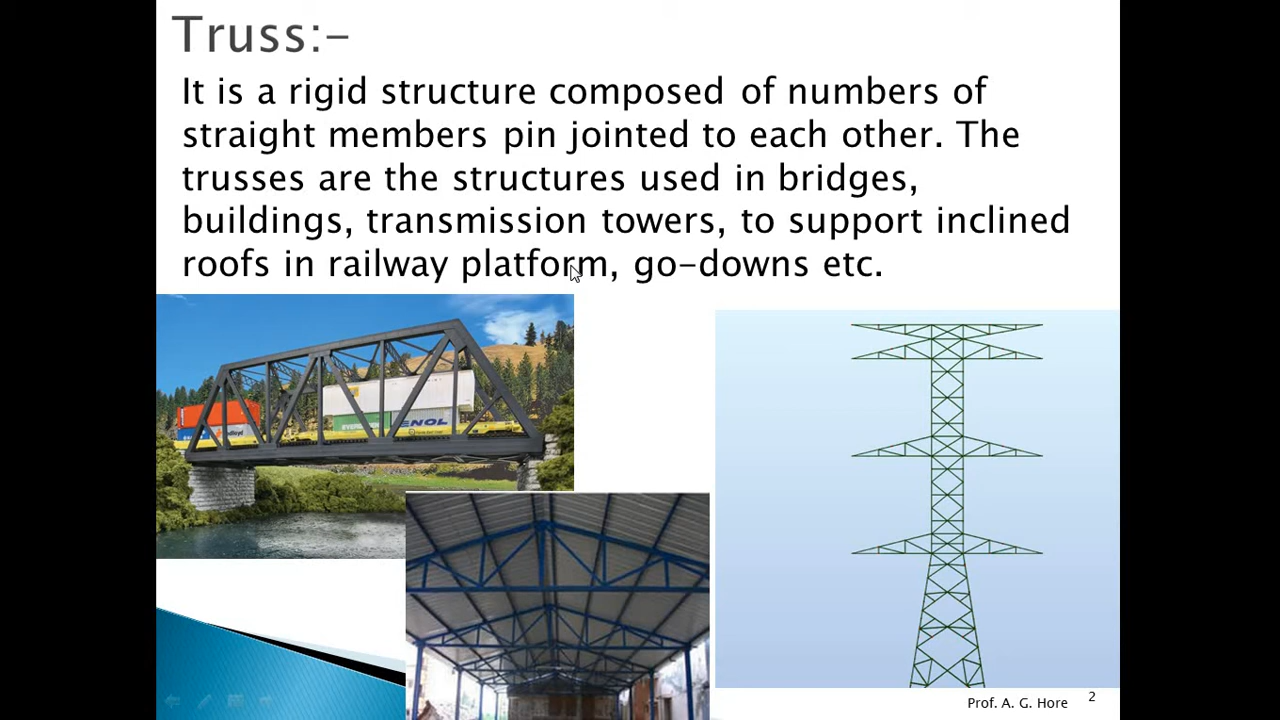 Truss:-
It is a rigid structure composed of numbers of
straight members pin jointed to each other. The
trusses are the structures used in bridges,
buildings, transmission towers, to support inclined
roofs in railway platform, go-downs etc.
ENOL
Prof. A. G. Hore
2